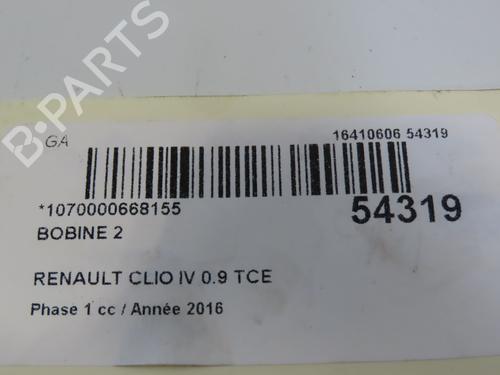 B-PARTS
GA
16410606 54319
*1070000668155
54319
BOBINE 2
RENAULT CLIO IV 0.9 TCE
Phase 1 cc / Année 2016